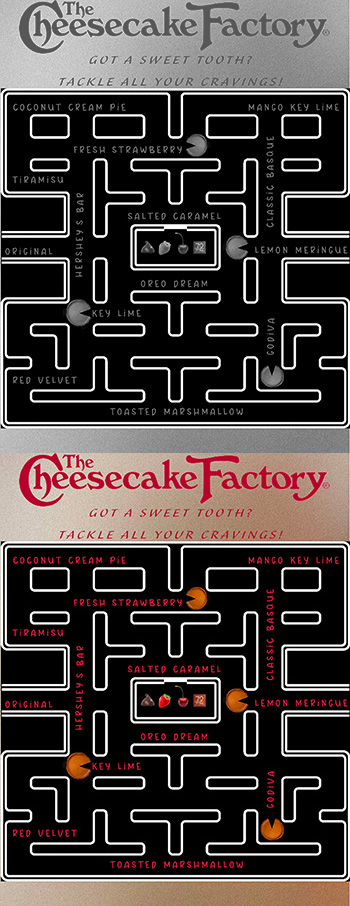 The
Cheesecake Factory®
GOT A SWEET TOOTH?
TACKLE ALL YOUR CRAVINGS!
COCONUT CREAM PIE
MANGO KEY LIME
FRESH STRAWBERRY
CLASSIC BASQUE
TIRAMISU
HERSHEY'S BAR
SALTED CARAMEL
72
ORIGINAL
LEMON MERINGUE
OREO DREAM
KEY LIME
GODIVA
RED VELVET
TOASTED MARSHMALLOW
The
Cheesecake Factory®
GOT A SWEET TOOTH?
TACKLE ALL YOUR CRAVINGS!
COCONUT CREAM PIE
MANGO KEY LIME
FRESH STRAWBERRY
CLASSIC BASQUE
TIRAMISU
HERSHEY'S BAR
SALTED CARAMEL
72
ORIGINAL
LEMON MERINGUE
OREO DREAM
KEY LIME
GODIVA
RED VELVET
TOASTED MARSHMALLOW